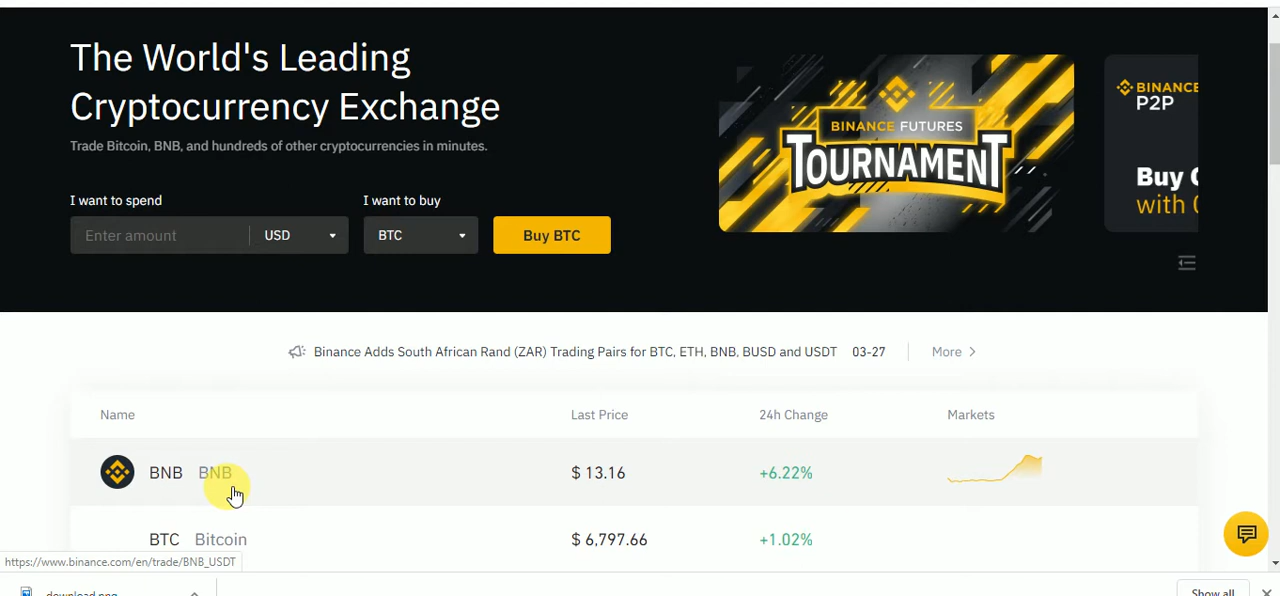 The World's Leading
Cryptocurrency Exchange
Trade Bitcoin, BNB, and hundreds of other cryptocurrencies in minutes.
I want to spend I want to buy
Enter amount USD BTC Buy BTC
BINANCE FUTURES
TOURNAMENT
BINANCE
P2P
Buy
with
Binance Adds South African Rand (ZAR) Trading Pairs for BTC, ETH, BNB, BUSD and USDT 03-27 More
Name Last Price 24h Change Markets
BNB BNB $ 13.16 +6.22%
BTC Bitcoin $ 6,797.66 +1.02%
https://www.binance.com/en/trade/BNB_USDT
download.png Show all